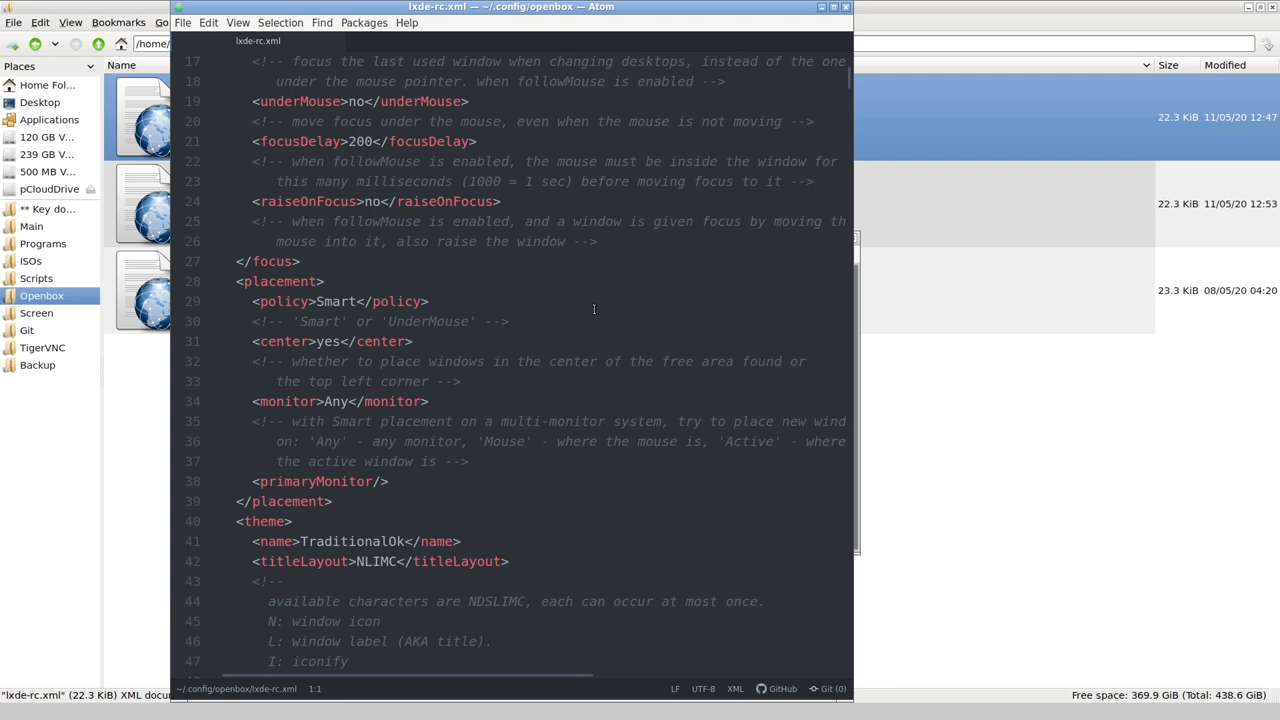 lxde-rc.xml — ~/.config/openbox — Atom
File Edit View Selection Find Packages Help
File Edit View Bookmarks Go
/home/
lxde-rc.xml
Places
Name
Size
Modified
Home Fol...
Desktop
Applications
120 GB V...
239 GB V...
500 MB V...
pCloudDrive
** Key do...
Main
Programs
ISOs
Scripts
Openbox
Screen
Git
TigerVNC
Backup
17 <!-- focus the last used window when changing desktops, instead of the one
18 under the mouse pointer. when followMouse is enabled -->
19 <underMouse>no</underMouse>
20 <!-- move focus under the mouse, even when the mouse is not moving -->
21 <focusDelay>200</focusDelay>
22 <!-- when followMouse is enabled, the mouse must be inside the window for
23 this many milliseconds (1000 = 1 sec) before moving focus to it -->
24 <raiseOnFocus>no</raiseOnFocus>
25 <!-- when followMouse is enabled, and a window is given focus by moving th
26 mouse into it, also raise the window -->
27 </focus>
28 <placement>
29 <policy>Smart</policy>
30 <!-- 'Smart' or 'UnderMouse' -->
31 <center>yes</center>
32 <!-- whether to place windows in the center of the free area found or
33 the top left corner -->
34 <monitor>Any</monitor>
35 <!-- with Smart placement on a multi-monitor system, try to place new wind
36 on: 'Any' - any monitor, 'Mouse' - where the mouse is, 'Active' - where
37 the active window is -->
38 <primaryMonitor/>
39 </placement>
40 <theme>
41 <name>TraditionalOk</name>
42 <titleLayout>NLIMC</titleLayout>
43 <!--
44 available characters are NDSLIMC, each can occur at most once.
45 N: window icon
46 L: window label (AKA title).
47 I: iconify
22.3 KiB 11/05/20 12:47
22.3 KiB 11/05/20 12:53
23.3 KiB 08/05/20 04:20
~/.config/openbox/lxde-rc.xml 1:1 LF UTF-8 XML GitHub Git (0)
"lxde-rc.xml" (22.3 KiB) XML docu
Free space: 369.9 GiB (Total: 438.6 GiB)